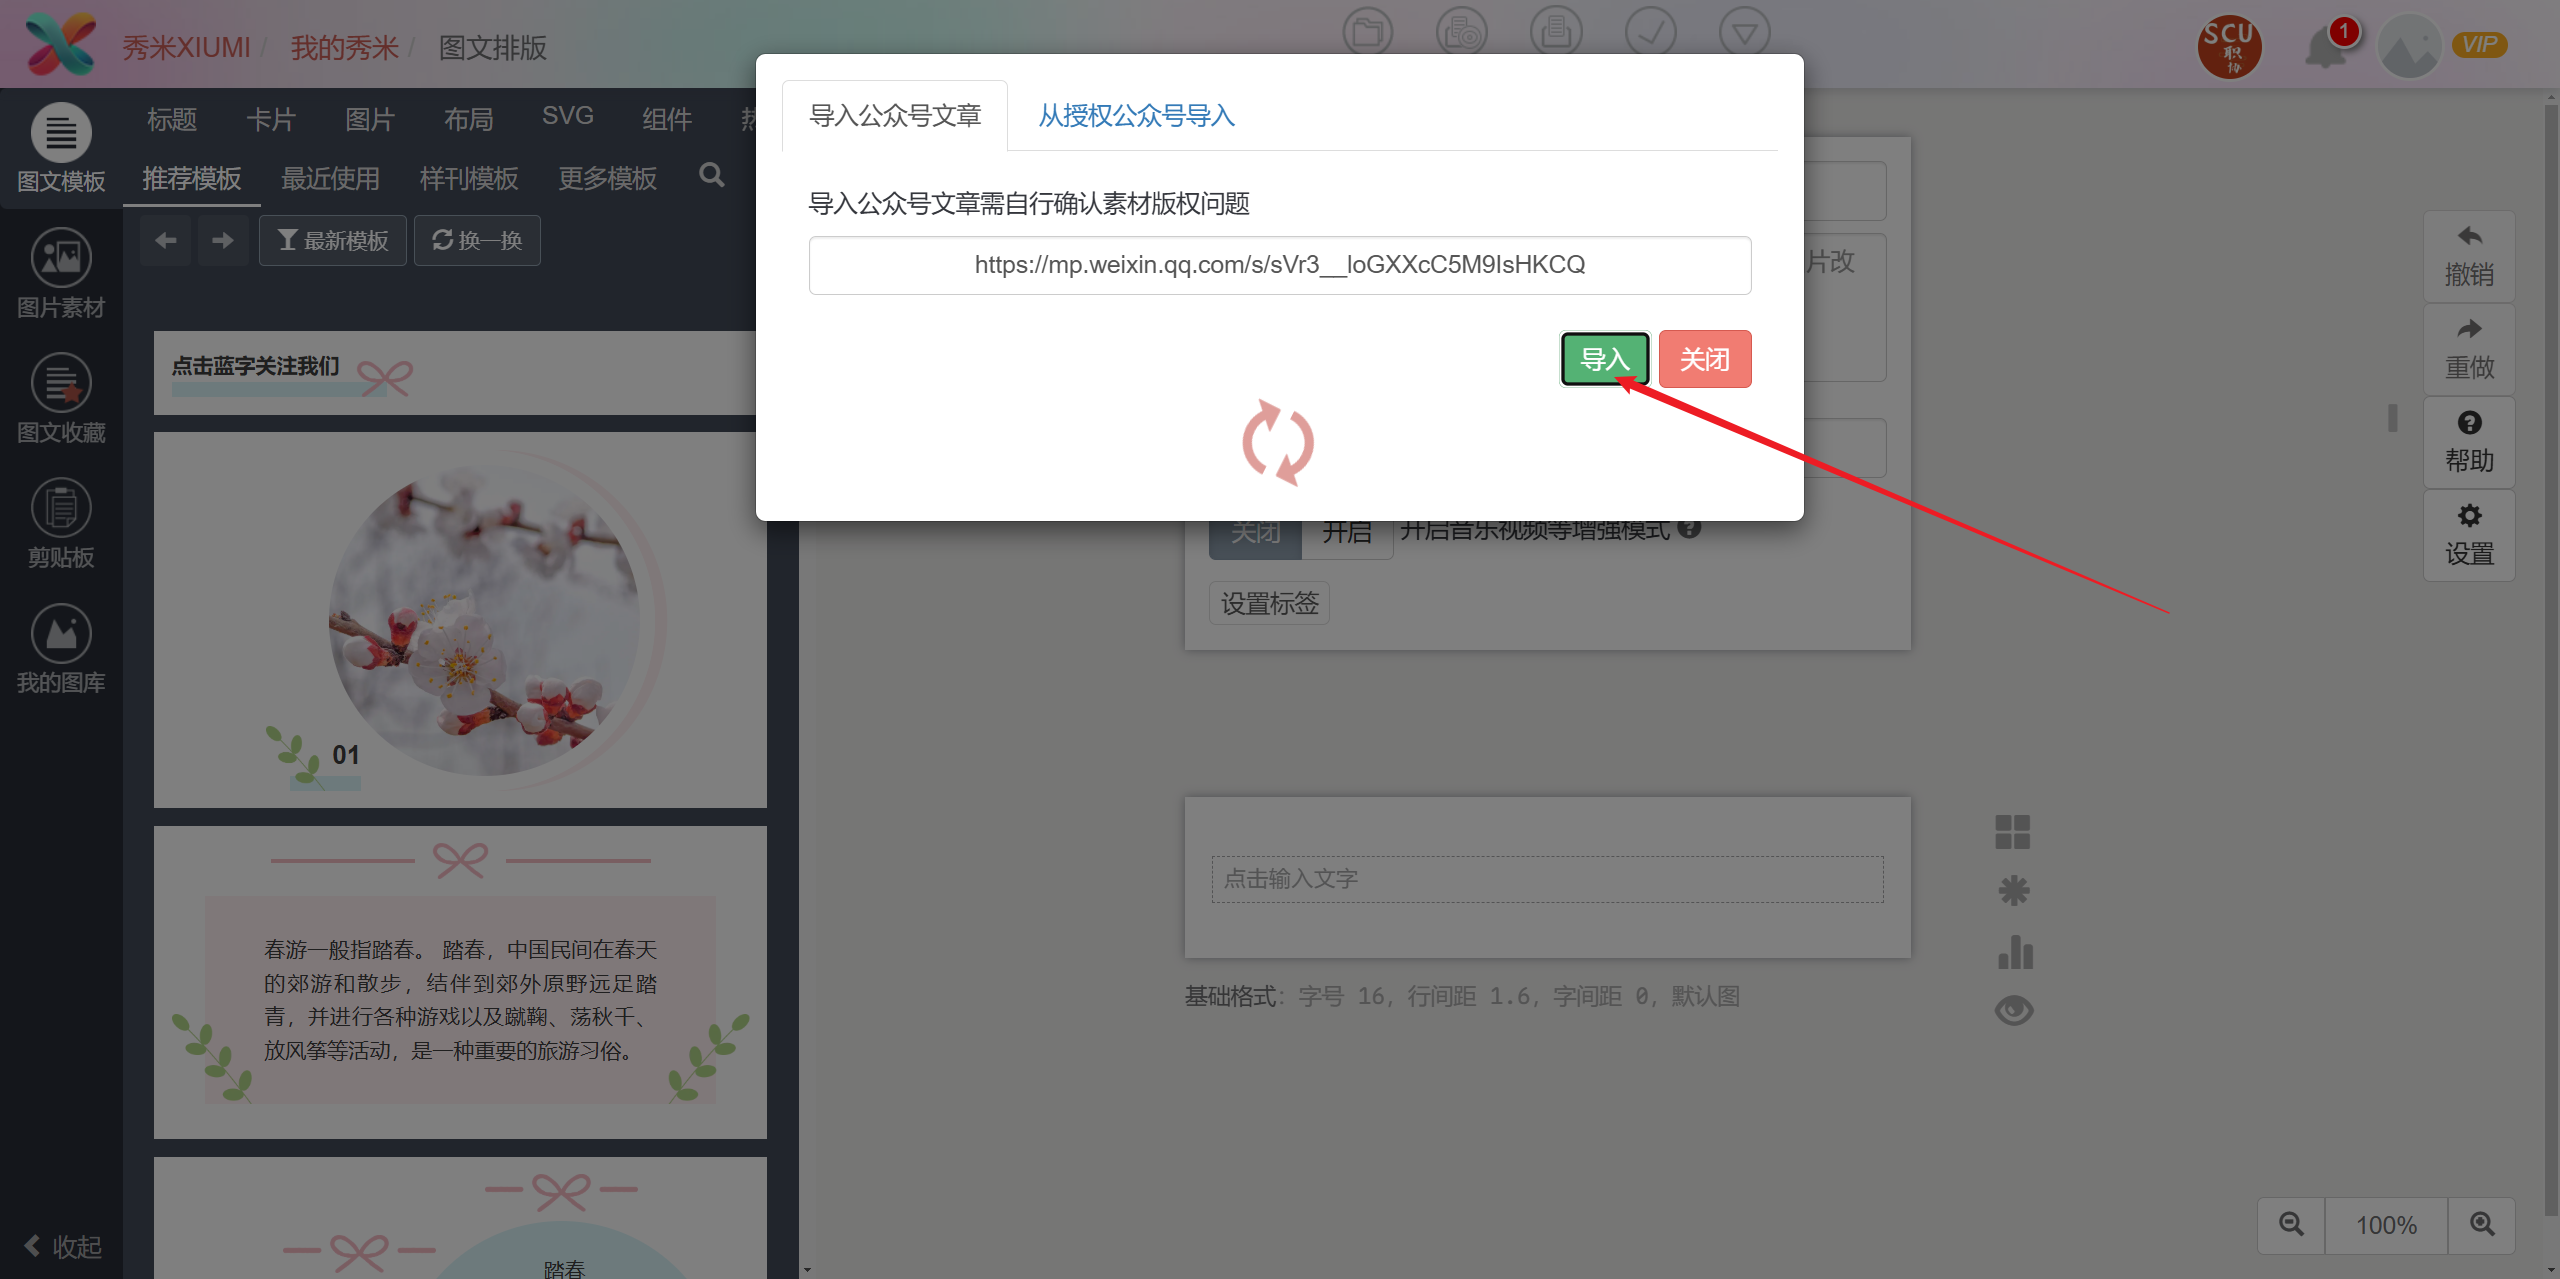 秀米XIUMI / 我的秀米 / 图文排版
SCU
职
协
1
VIP
图文模板
图片素材
图文收藏
剪贴板
我的图库
收起
标题 卡片 图片 布局 SVG 组件
推荐模板 最近使用 样刊模板 更多模板
最新模板 换一换
点击蓝字关注我们
01
春游一般指踏春。 踏春，中国民间在春天
的郊游和散步，结伴到郊外原野远足踏
青，并进行各种游戏以及蹴鞠、荡秋千、
放风筝等活动，是一种重要的旅游习俗。
踏春
导入公众号文章 从授权公众号导入
导入公众号文章需自行确认素材版权问题
https://mp.weixin.qq.com/s/sVr3__loGXXcC5M9IsHKCQ
导入 关闭
片改
关闭 开启 开启音乐视频等增强模式
设置标签
点击输入文字
基础格式：字号 16，行间距 1.6，字间距 0，默认图
撤销
重做
帮助
设置
100%